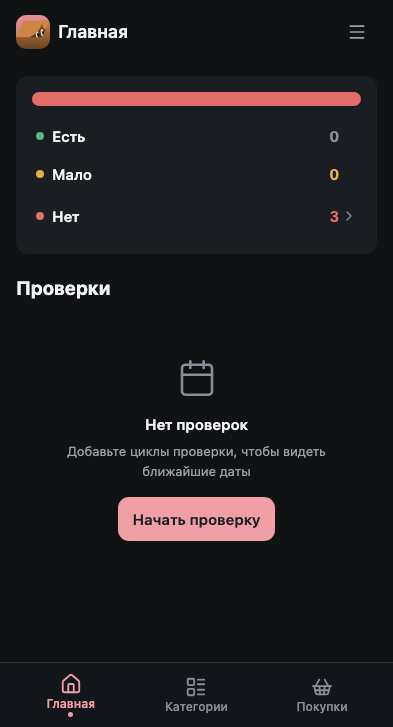 Главная
Есть 0
Мало 0
Нет 3
Проверки
Нет проверок
Добавьте циклы проверки, чтобы видеть
ближайшие даты
Начать проверку
Главная Категории Покупки